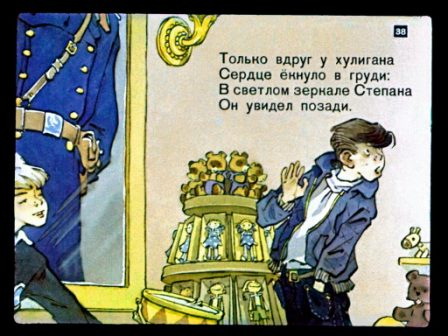 38
Только вдруг у хулигана
Сердце ёкнуло в груди:
В светлом зеркале Степана
Он увидел позади.